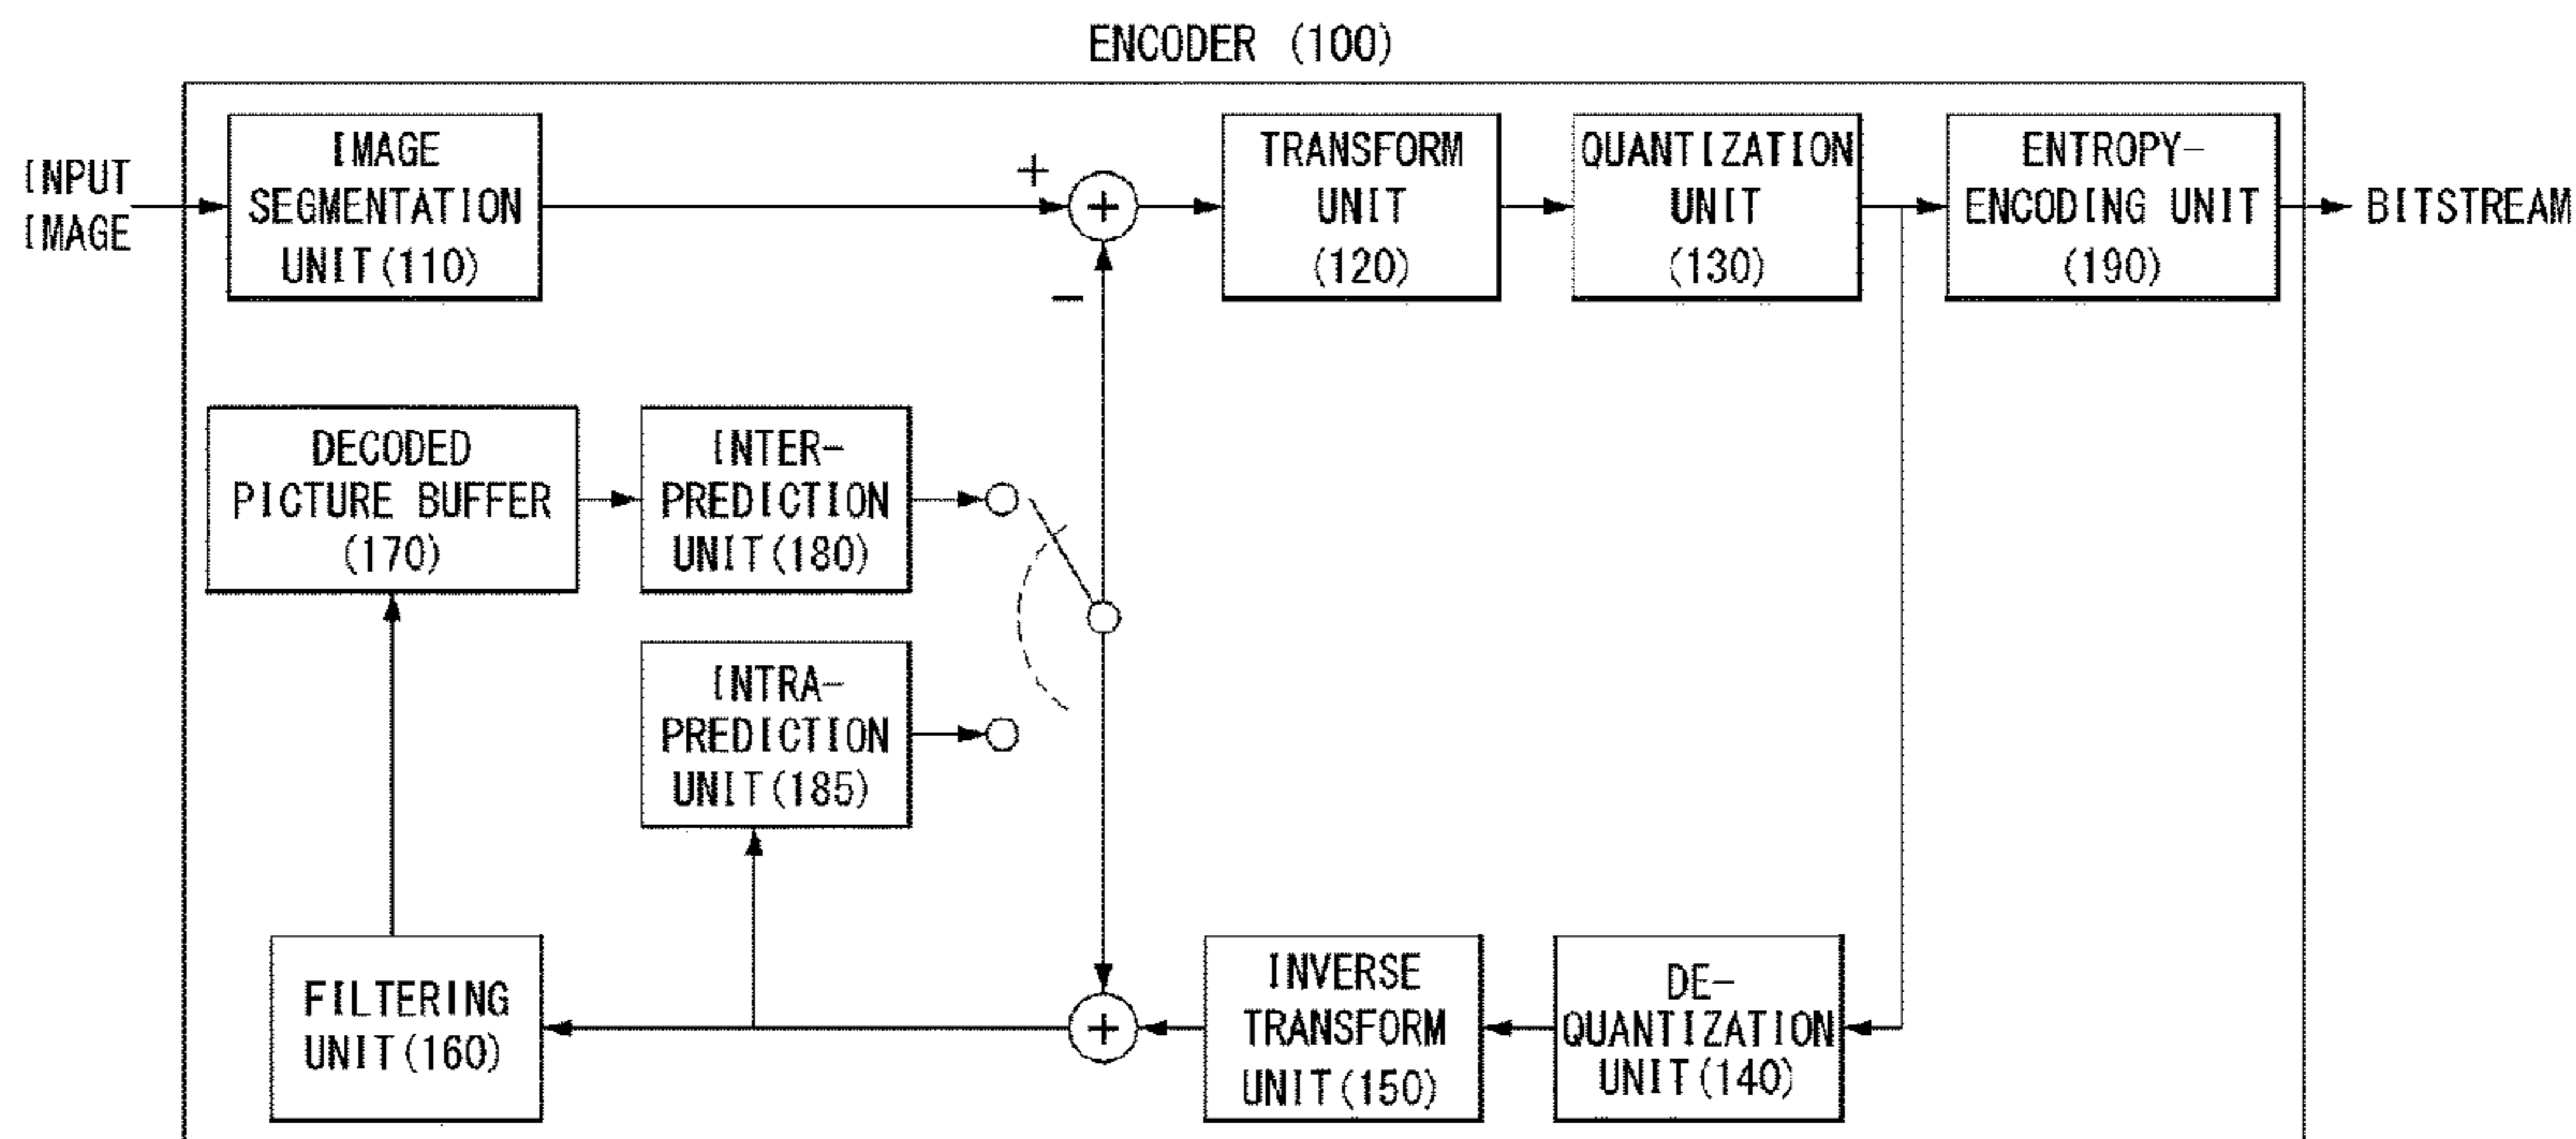 ENCODER (100)
INPUT
IMAGE
IMAGE
SEGMENTATION
UNIT(110)
+
+
−
TRANSFORM
UNIT
(120)
QUANTIZATION
UNIT
(130)
ENTROPY-
ENCODING UNIT
(190)
BITSTREAM
DECODED
PICTURE BUFFER
(170)
INTER-
PREDICTION
UNIT(180)
INTRA-
PREDICTION
UNIT(185)
FILTERING
UNIT(160)
+
INVERSE
TRANSFORM
UNIT(150)
DE-
QUANTIZATION
UNIT(140)